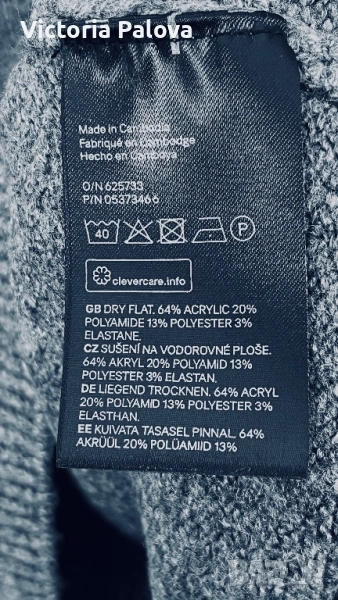 Victoria Palova
Made in Cambodia
Fabriqué en Cambodge
Hecho en Camboya
O/N 625733
P/N 05373466
40
P
clevercare.info
GB DRY FLAT. 64% ACRYLIC 20%
POLYAMIDE 13% POLYESTER 3%
ELASTANE.
CZ SUŠENÍ NA VODOROVNÉ PLOŠE.
64% AKRYL 20% POLYAMID 13%
POLYESTER 3% ELASTAN.
DE LIEGEND TROCKNEN. 64% ACRYL
20% POLYAMID 13% POLYESTER 3%
ELASTHAN.
EE KUIVATA TASASEL PINNAL. 64%
AKRÜÜL 20% POLÜAMIID 13%